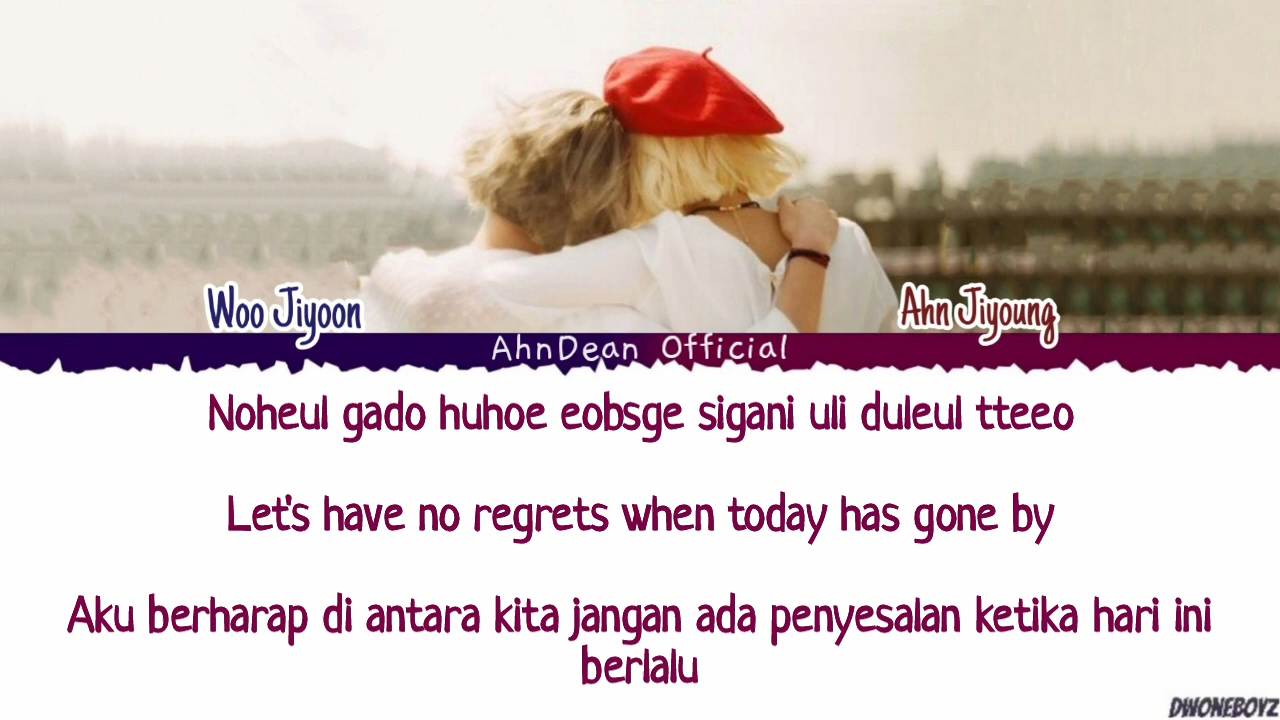 Woo Jiyoon
Ahn Jiyoung
AhnDean Official
Noheul gado huhoe eobsge sigani uli duleul tteeo
Let's have no regrets when today has gone by
Aku berharap di antara kita jangan ada penyesalan ketika hari ini
berlalu
DWONEBOYZ